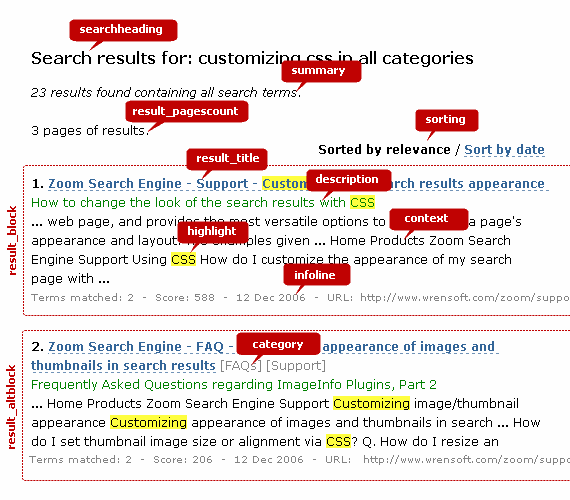 searchheading
Search results for: customizing css in all categories
summary
23 results found containing all search terms.
result_pagescount
3 pages of results.
sorting
Sorted by relevance / Sort by date
result_title
result_block
1. Zoom Search Engine - Support - Custom search results appearance
description
How to change the look of the search results with CSS
... web page, and provides the most versatile options to a page's
context
appearance and layout. examples given ... Home Products Zoom Search
highlight
Engine Support Using CSS How do I customize the appearance of my search
page with ...
infoline
Terms matched: 2 - Score: 588 - 12 Dec 2006 - URL: http://www.wrensoft.com/zoom/suppo
result_altblock
2. Zoom Search Engine - FAQ - appearance of images and
category
thumbnails in search results [FAQs] [Support]
Frequently Asked Questions regarding ImageInfo Plugins, Part 2
... Home Products Zoom Search Engine Support Customizing image/thumbnail
appearance Customizing appearance of images and thumbnails in search ... How
do I set thumbnail image size or alignment via CSS? Q. How do I resize an
Terms matched: 2 - Score: 206 - 12 Dec 2006 - URL: http://www.wrensoft.com/zoom/supp